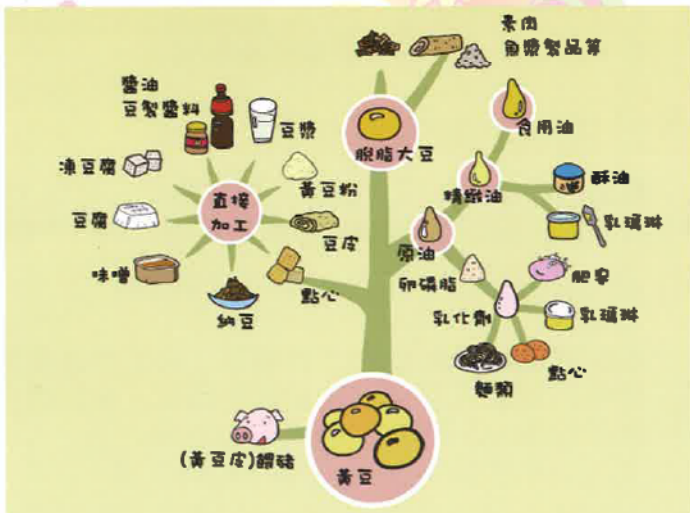 素肉
魚漿製品等
醬油
豆製醬料
豆漿
食用油
脫脂大豆
凍豆腐
黃豆粉
精緻油
酥油
豆腐
直接
加工
豆皮
原油
乳瑪琳
味噌
點心
卵磷脂
肥皂
納豆
乳化劑
乳瑪琳
麵類
點心
(黃豆皮)餵豬
黃豆